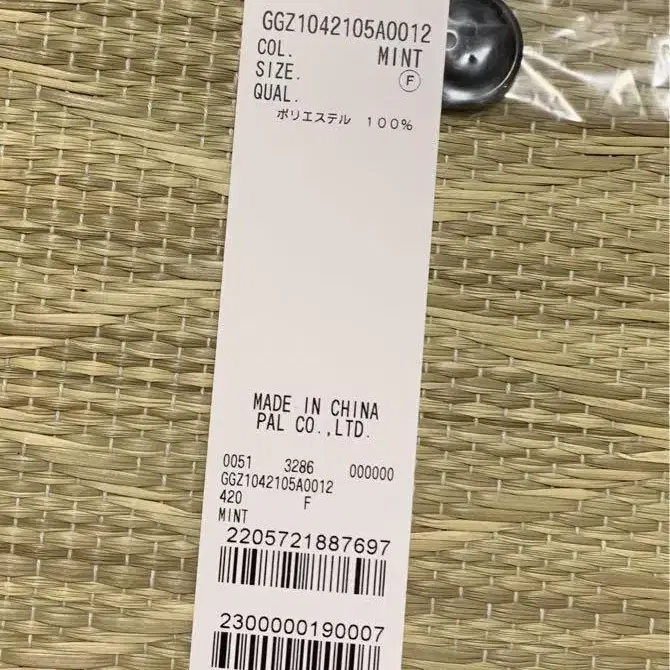 GGZ1042105A0012
COL. MINT
SIZE. Ⓕ
QUAL.
ポリエステル 100%
MADE IN CHINA
PAL CO.,LTD.
0051 3286 000000
GGZ1042105A0012
420 F
MINT
2205721887697
2300000190007